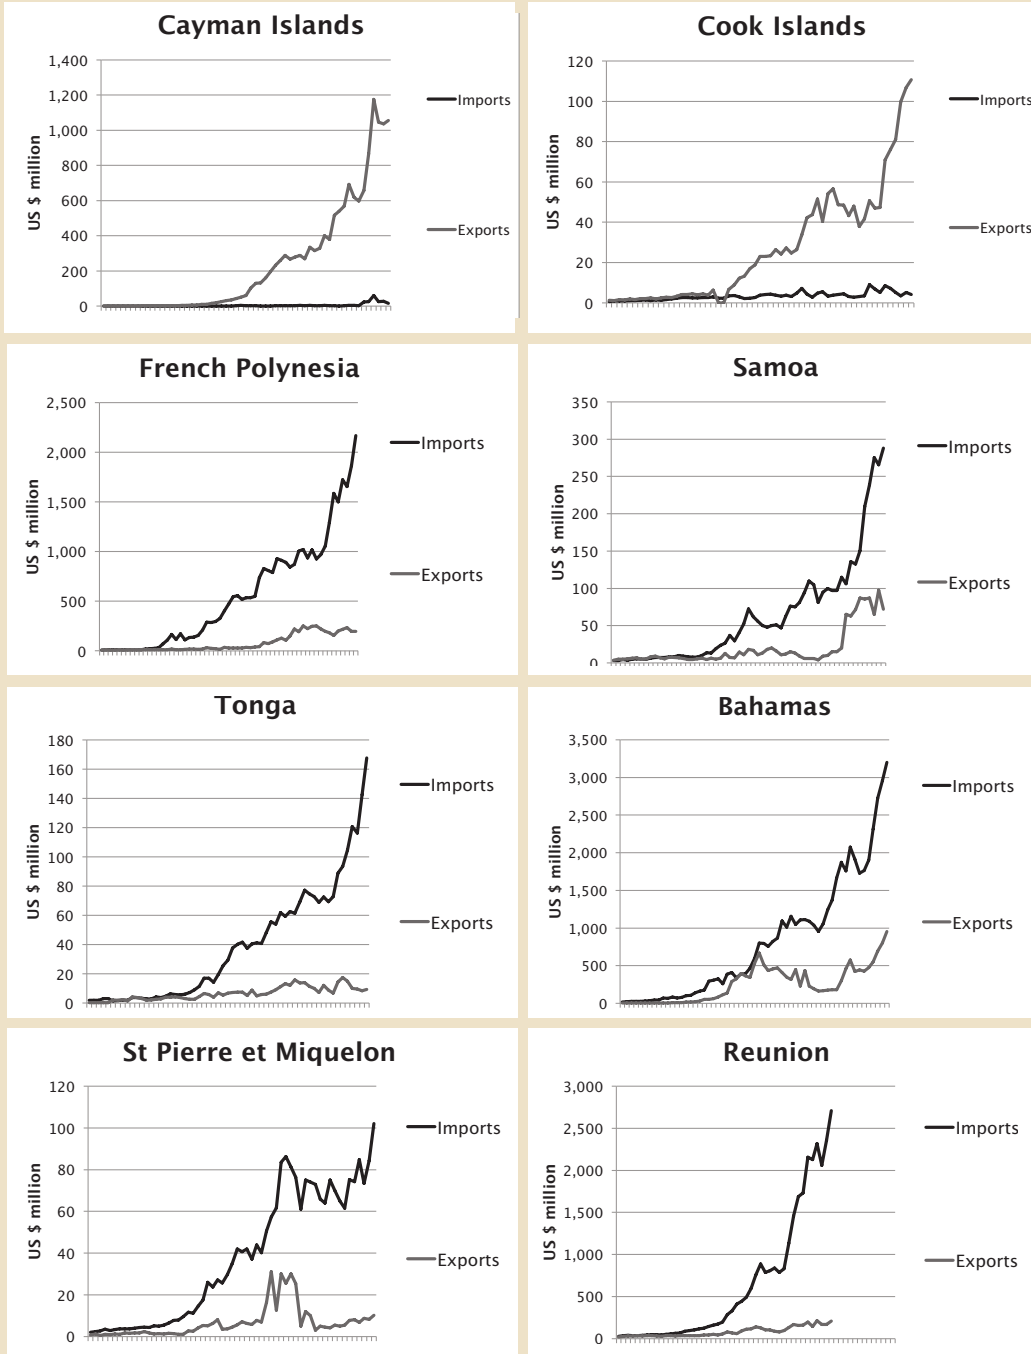 Cayman Islands
US $ million
1,400
1,200
1,000
800
600
400
200
0
Imports
Exports
Cook Islands
US $ million
120
100
80
60
40
20
0
Imports
Exports
French Polynesia
US $ million
2,500
2,000
1,500
1,000
500
0
Imports
Exports
Samoa
US $ million
350
300
250
200
150
100
50
0
Imports
Exports
Tonga
US $ million
180
160
140
120
100
80
60
40
20
0
Imports
Exports
Bahamas
US $ million
3,500
3,000
2,500
2,000
1,500
1,000
500
0
Imports
Exports
St Pierre et Miquelon
US $ million
120
100
80
60
40
20
0
Imports
Exports
Reunion
US $ million
3,000
2,500
2,000
1,500
1,000
500
0
Imports
Exports